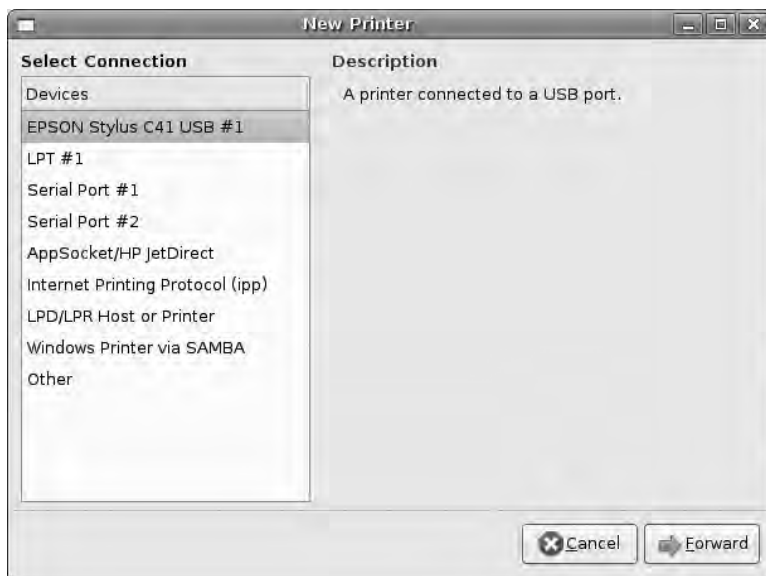 New Printer
Select Connection
Devices
EPSON Stylus C41 USB #1
LPT #1
Serial Port #1
Serial Port #2
AppSocket/HP JetDirect
Internet Printing Protocol (ipp)
LPD/LPR Host or Printer
Windows Printer via SAMBA
Other
Description
A printer connected to a USB port.
Cancel
Forward